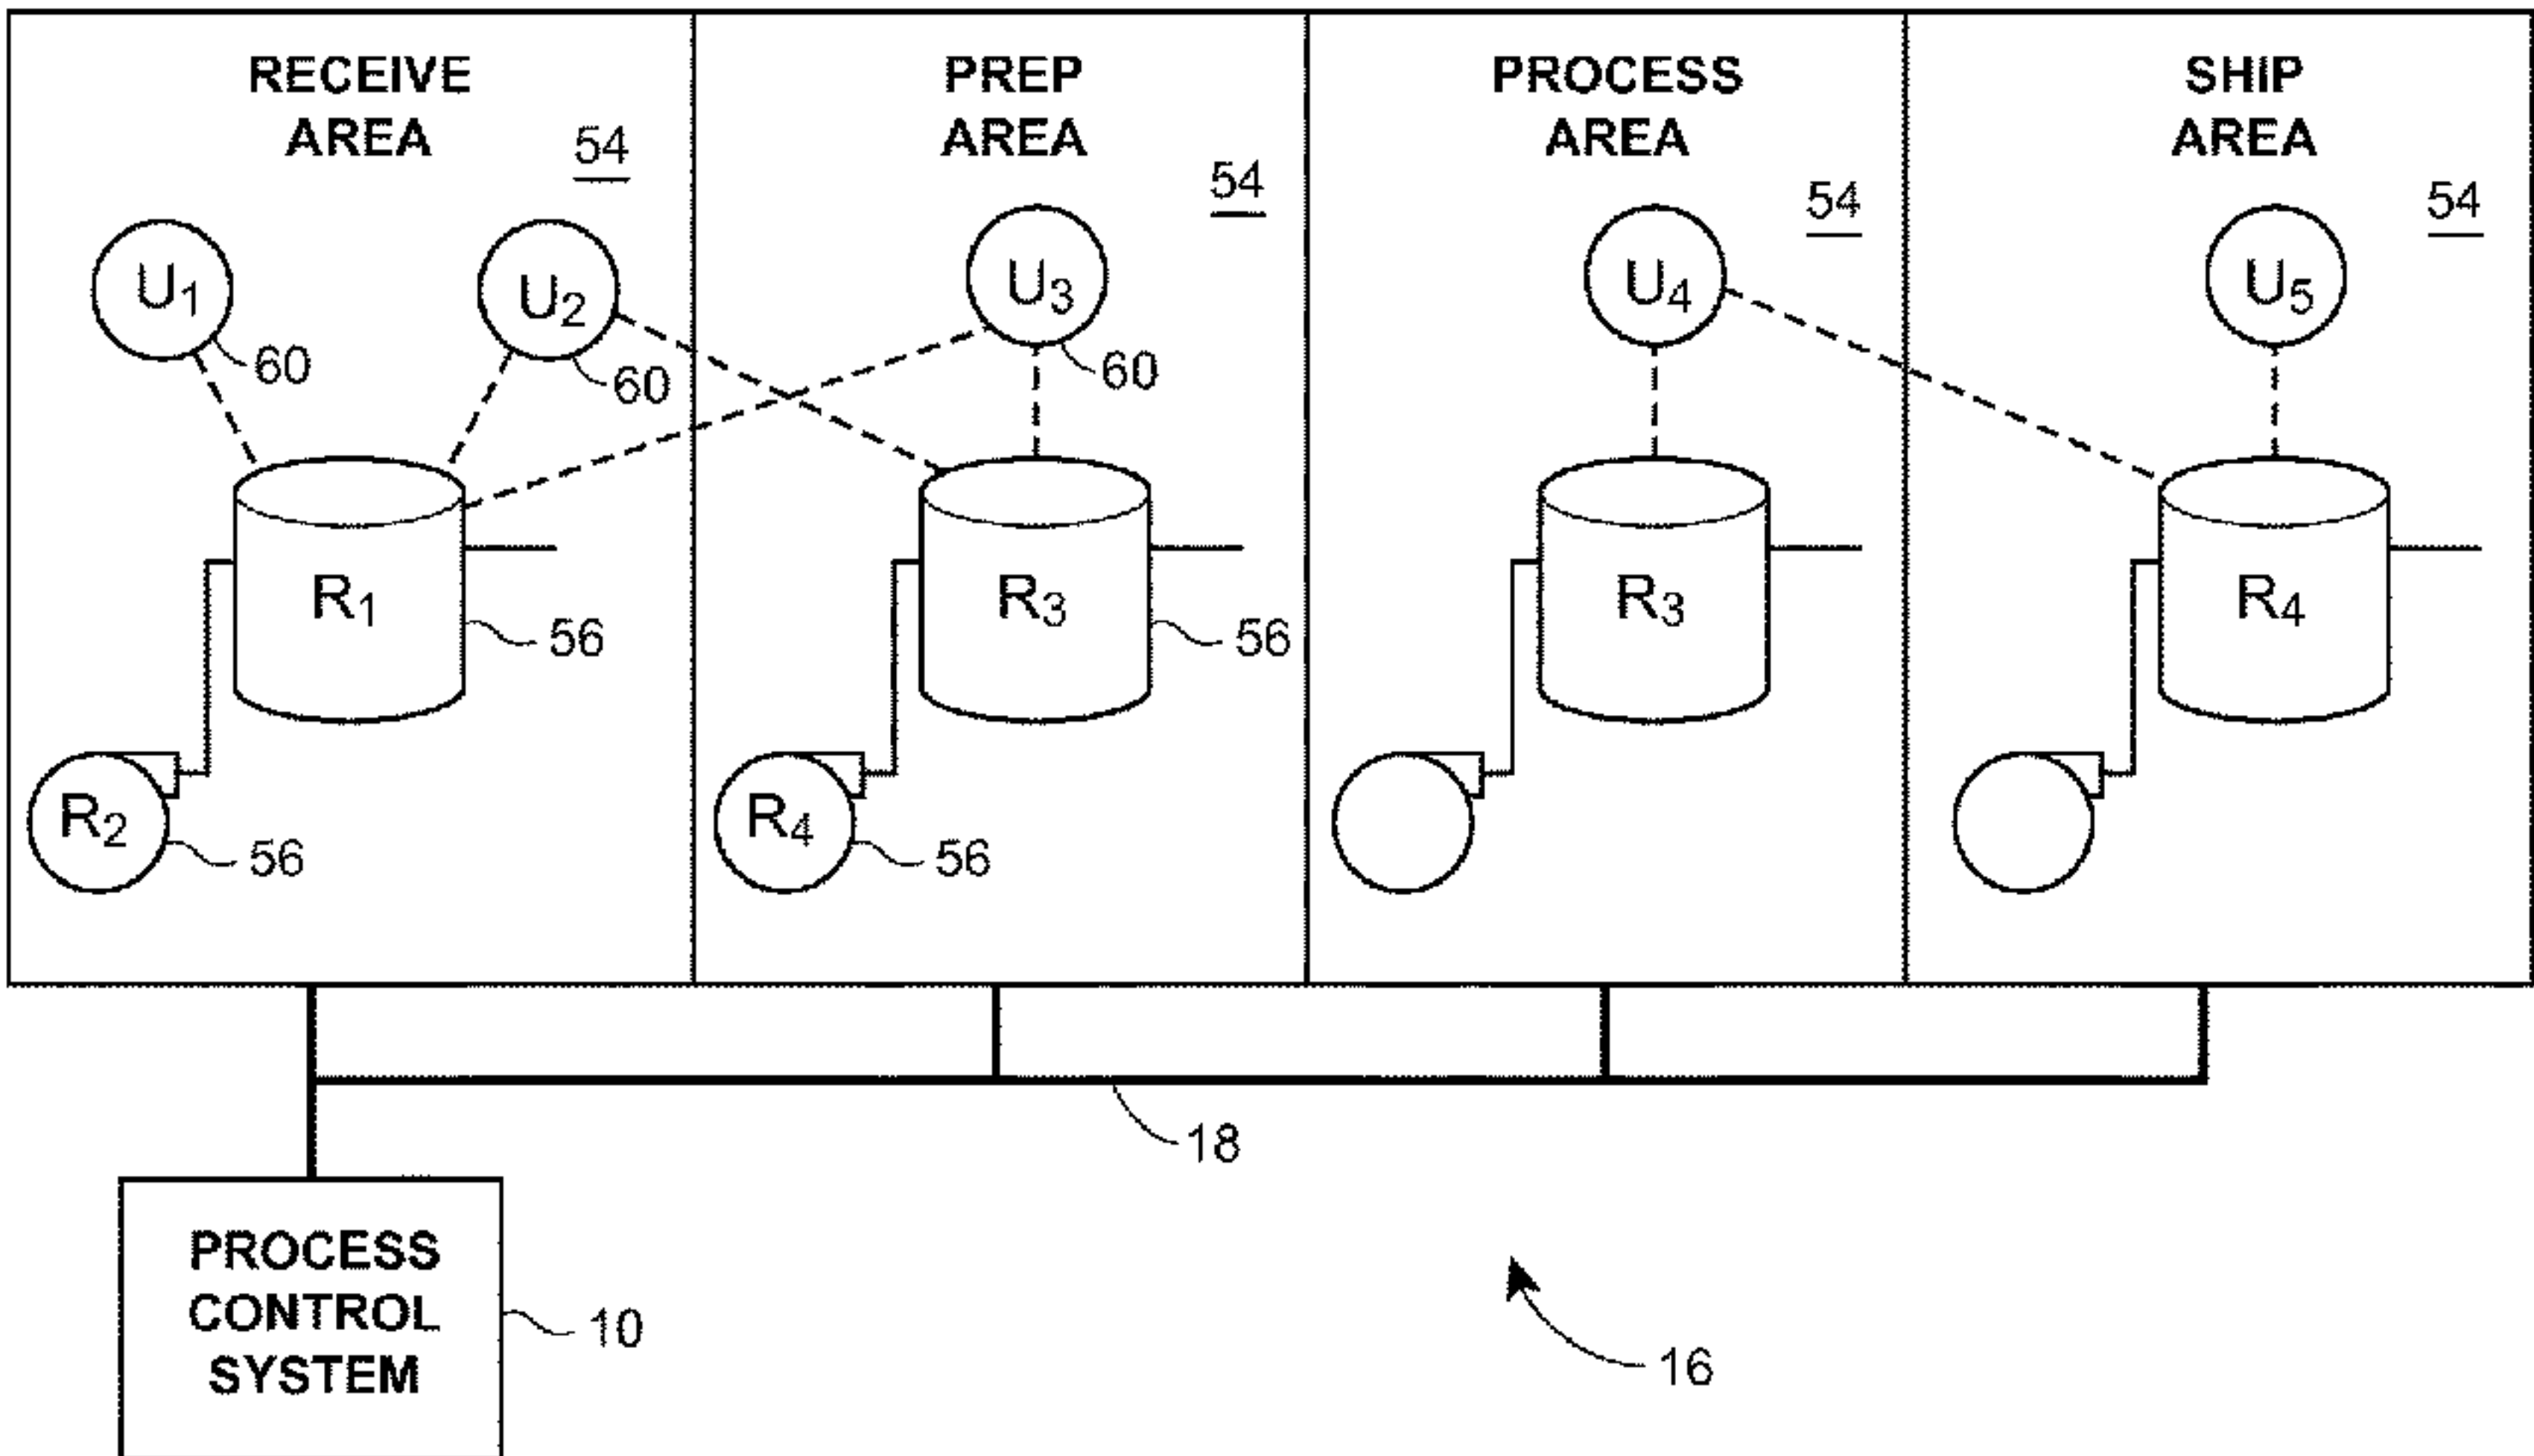 RECEIVE
AREA
54
U1
60
U2
60
R1
56
R2
56
PREP
AREA
54
U3
60
R3
56
R4
56
PROCESS
AREA
54
U4
R3
SHIP
AREA
54
U5
R4
18
PROCESS
CONTROL
SYSTEM
10
16